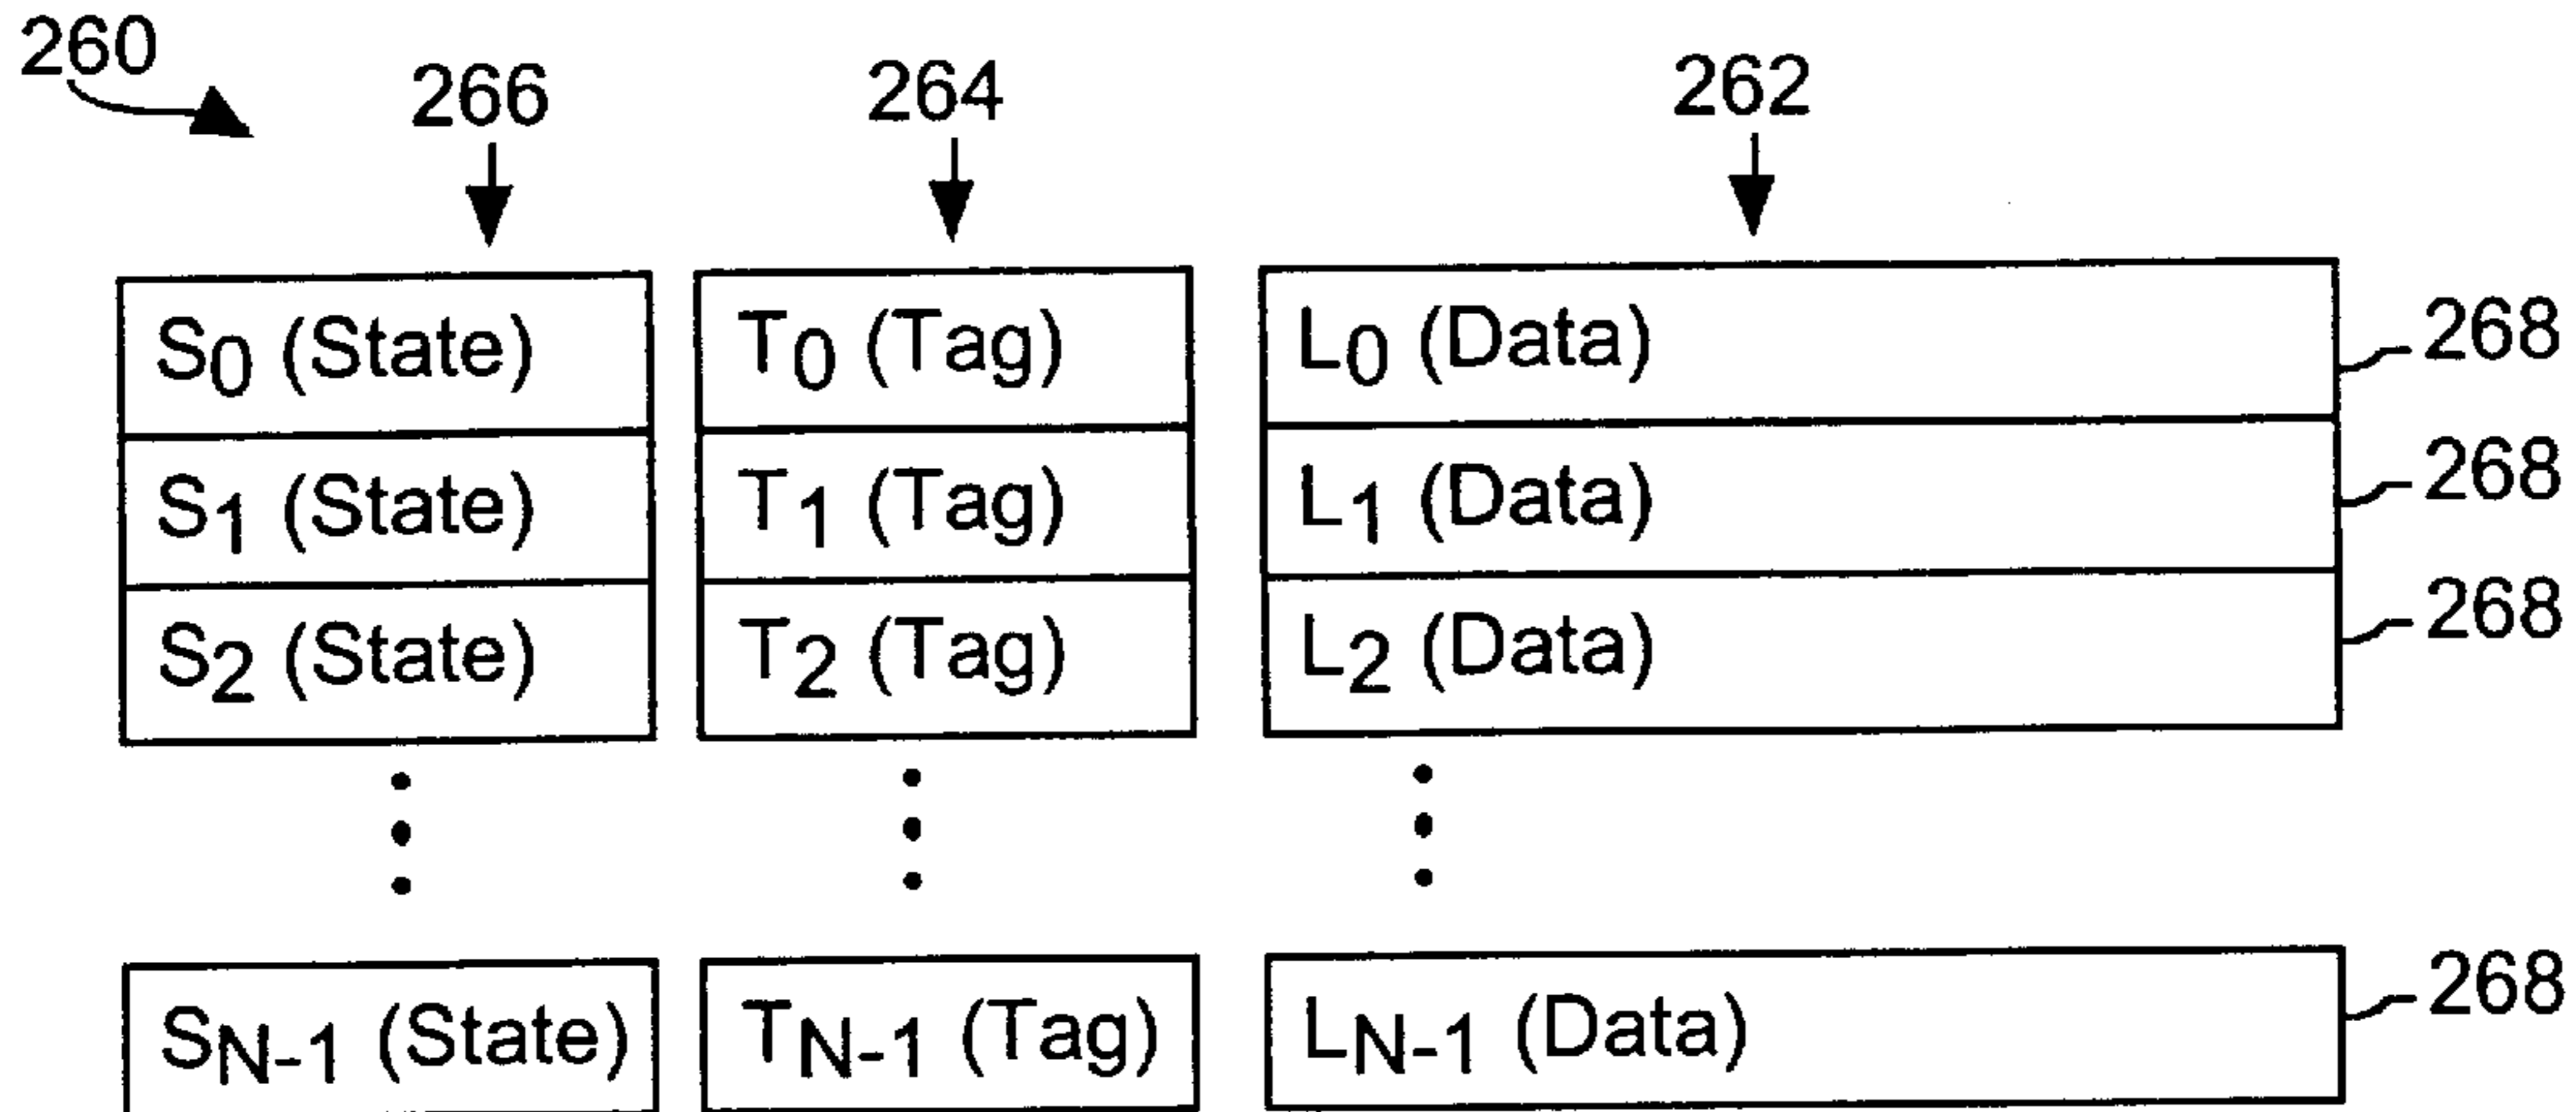 260
266 264 262
S0 (State) T0 (Tag) L0 (Data) 268
S1 (State) T1 (Tag) L1 (Data) 268
S2 (State) T2 (Tag) L2 (Data) 268
SN-1 (State) TN-1 (Tag) LN-1 (Data) 268